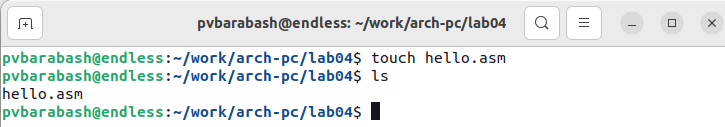 pvbarabash@endless: ~/work/arch-pc/lab04
pvbarabash@endless:~/work/arch-pc/lab04$ touch hello.asm
pvbarabash@endless:~/work/arch-pc/lab04$ ls
hello.asm
pvbarabash@endless:~/work/arch-pc/lab04$